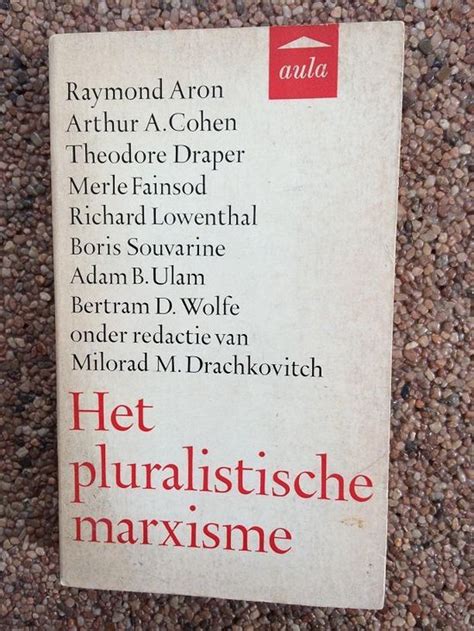 aula
Raymond Aron
Arthur A. Cohen
Theodore Draper
Merle Fainsod
Richard Lowenthal
Boris Souvarine
Adam B. Ulam
Bertram D. Wolfe
onder redactie van
Milorad M. Drachkovitch
Het
pluralistische
marxisme